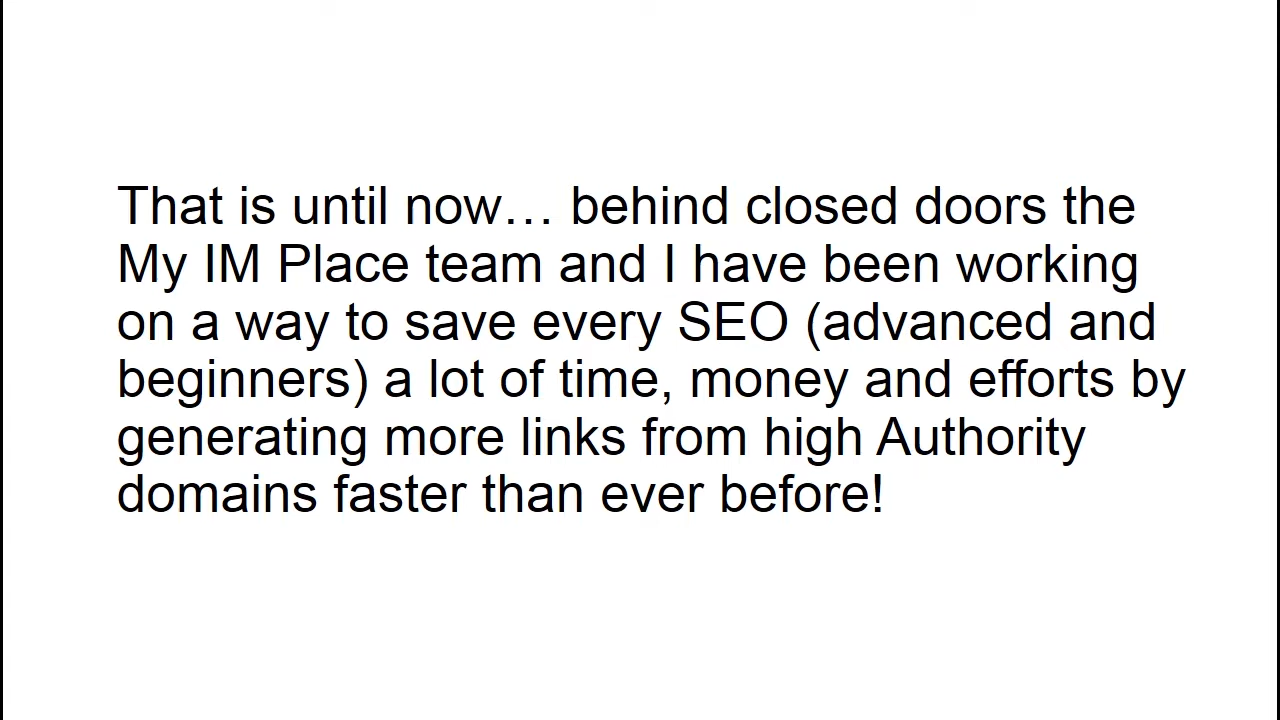 That is until now… behind closed doors the
My IM Place team and I have been working
on a way to save every SEO (advanced and
beginners) a lot of time, money and efforts by
generating more links from high Authority
domains faster than ever before!